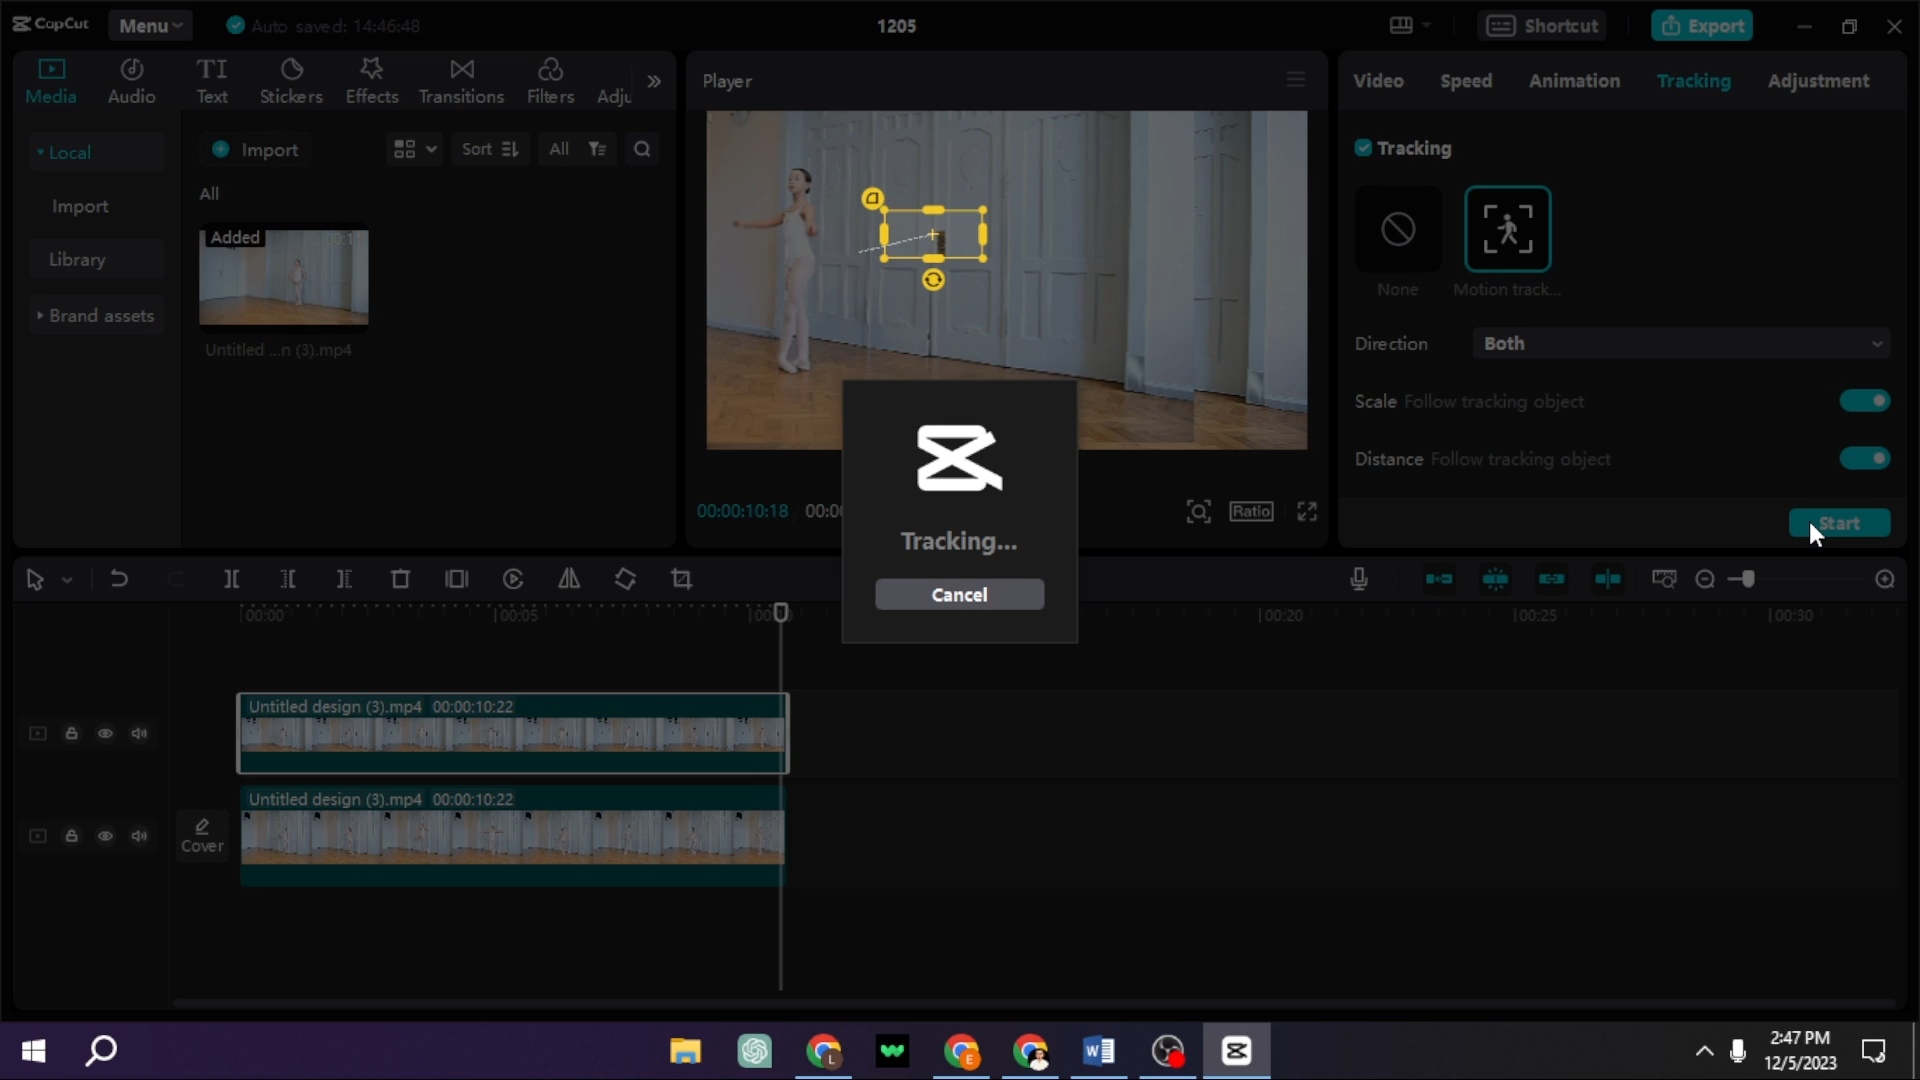 CapCut
Menu
Auto saved: 14:46:48
1205
Shortcut
Export
Media
Audio
Text
Stickers
Effects
Transitions
Filters
Adju
Player
Video
Speed
Animation
Tracking
Adjustment
Local
Import
Sort
All
Tracking
All
Import
Added
Library
None
Motion track...
Brand assets
Untitled ...n (3).mp4
Direction
Both
Scale Follow tracking object
Distance Follow tracking object
00:00:10:18
Ratio
Start
Tracking...
Cancel
00:00
00:05
00:20
00:25
00:30
Untitled design (3).mp4 00:00:10:22
Untitled design (3).mp4 00:00:10:22
Cover
2:47 PM
12/5/2023